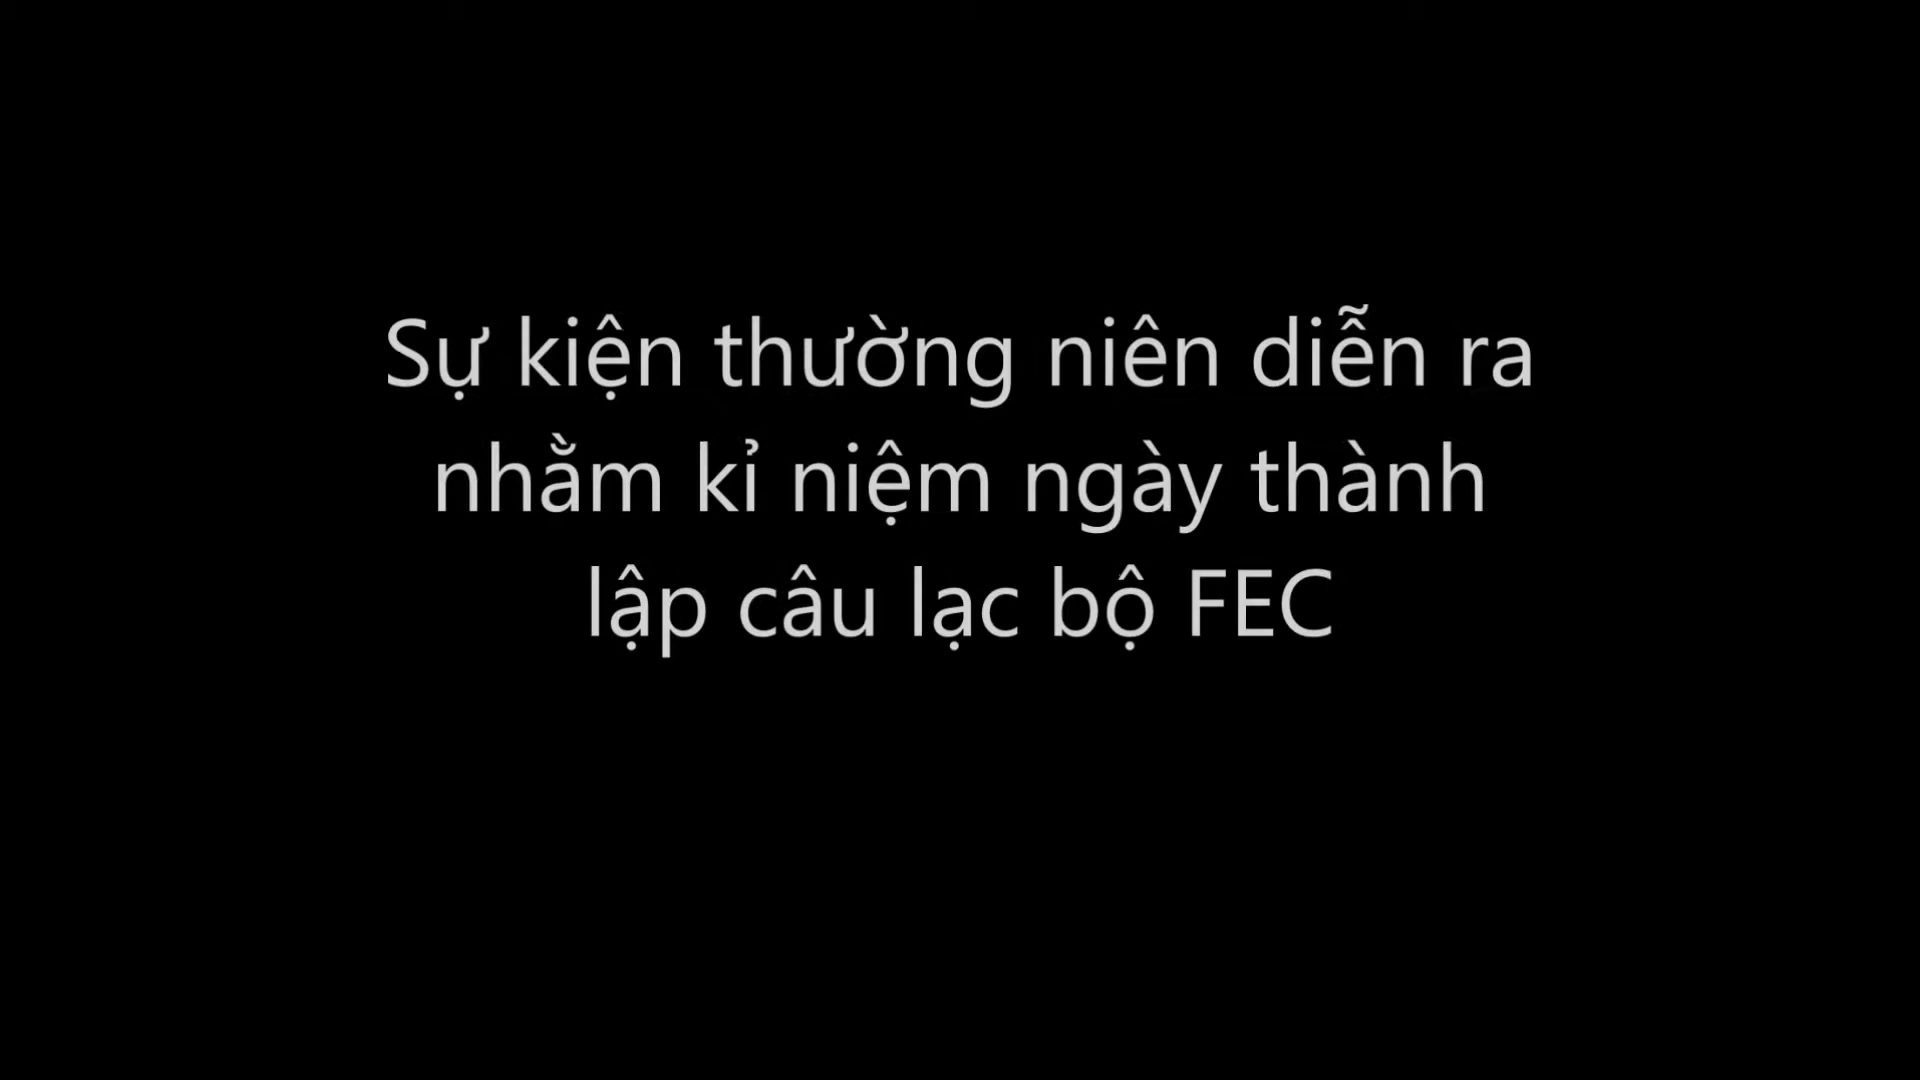 Sự kiện thường niên diễn ra
nhằm kỉ niệm ngày thành
lập câu lạc bộ FEC